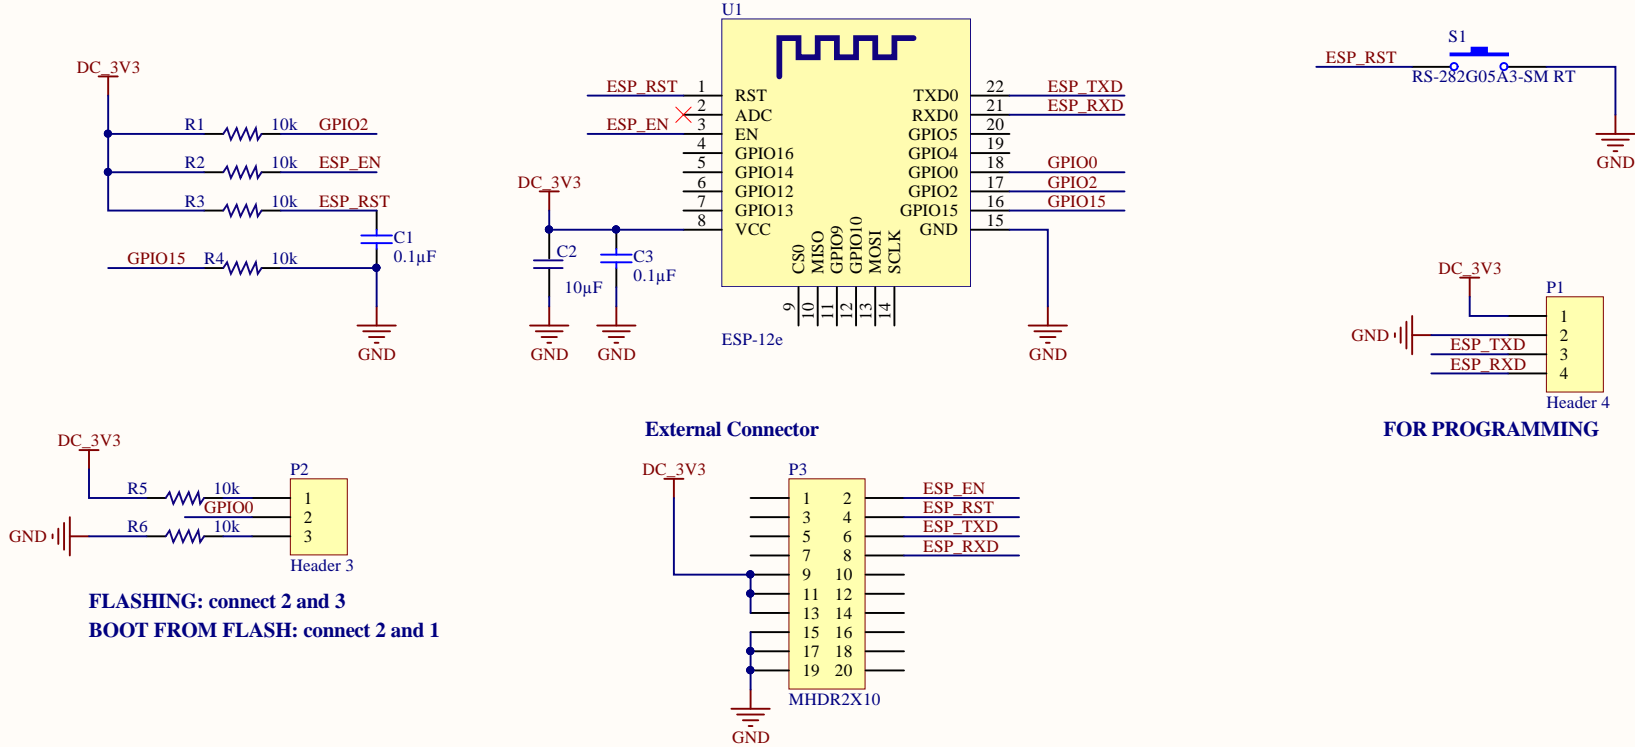 DC_3V3
R1 10k GPIO2
R2 10k ESP_EN
R3 10k ESP_RST
C1
0.1µF
GPIO15 R4 10k
GND
U1
ESP_RST 1 RST
2 ADC
ESP_EN 3 EN
4 GPIO16
5 GPIO14
6 GPIO12
7 GPIO13
8 VCC
TXD0 22 ESP_TXD
RXD0 21 ESP_RXD
GPIO5 20
GPIO4 19
GPIO0 18 GPIO0
GPIO2 17 GPIO2
GPIO15 16 GPIO15
GND 15
CS0 9
MISO 10
GPIO9 11
GPIO10 12
MOSI 13
SCLK 14
ESP-12e
DC_3V3
C2
10µF
C3
0.1µF
GND
GND
GND
S1
ESP_RST
RS-282G05A3-SM RT
GND
DC_3V3
P1
1
GND 2
ESP_TXD 3
ESP_RXD 4
Header 4
FOR PROGRAMMING
DC_3V3
P2
R5 10k 1
GPIO0 2
GND R6 10k 3
Header 3
FLASHING: connect 2 and 3
BOOT FROM FLASH: connect 2 and 1
External Connector
DC_3V3
P3
1 2 ESP_EN
3 4 ESP_RST
5 6 ESP_TXD
7 8 ESP_RXD
9 10
11 12
13 14
15 16
17 18
19 20
MHDR2X10
GND